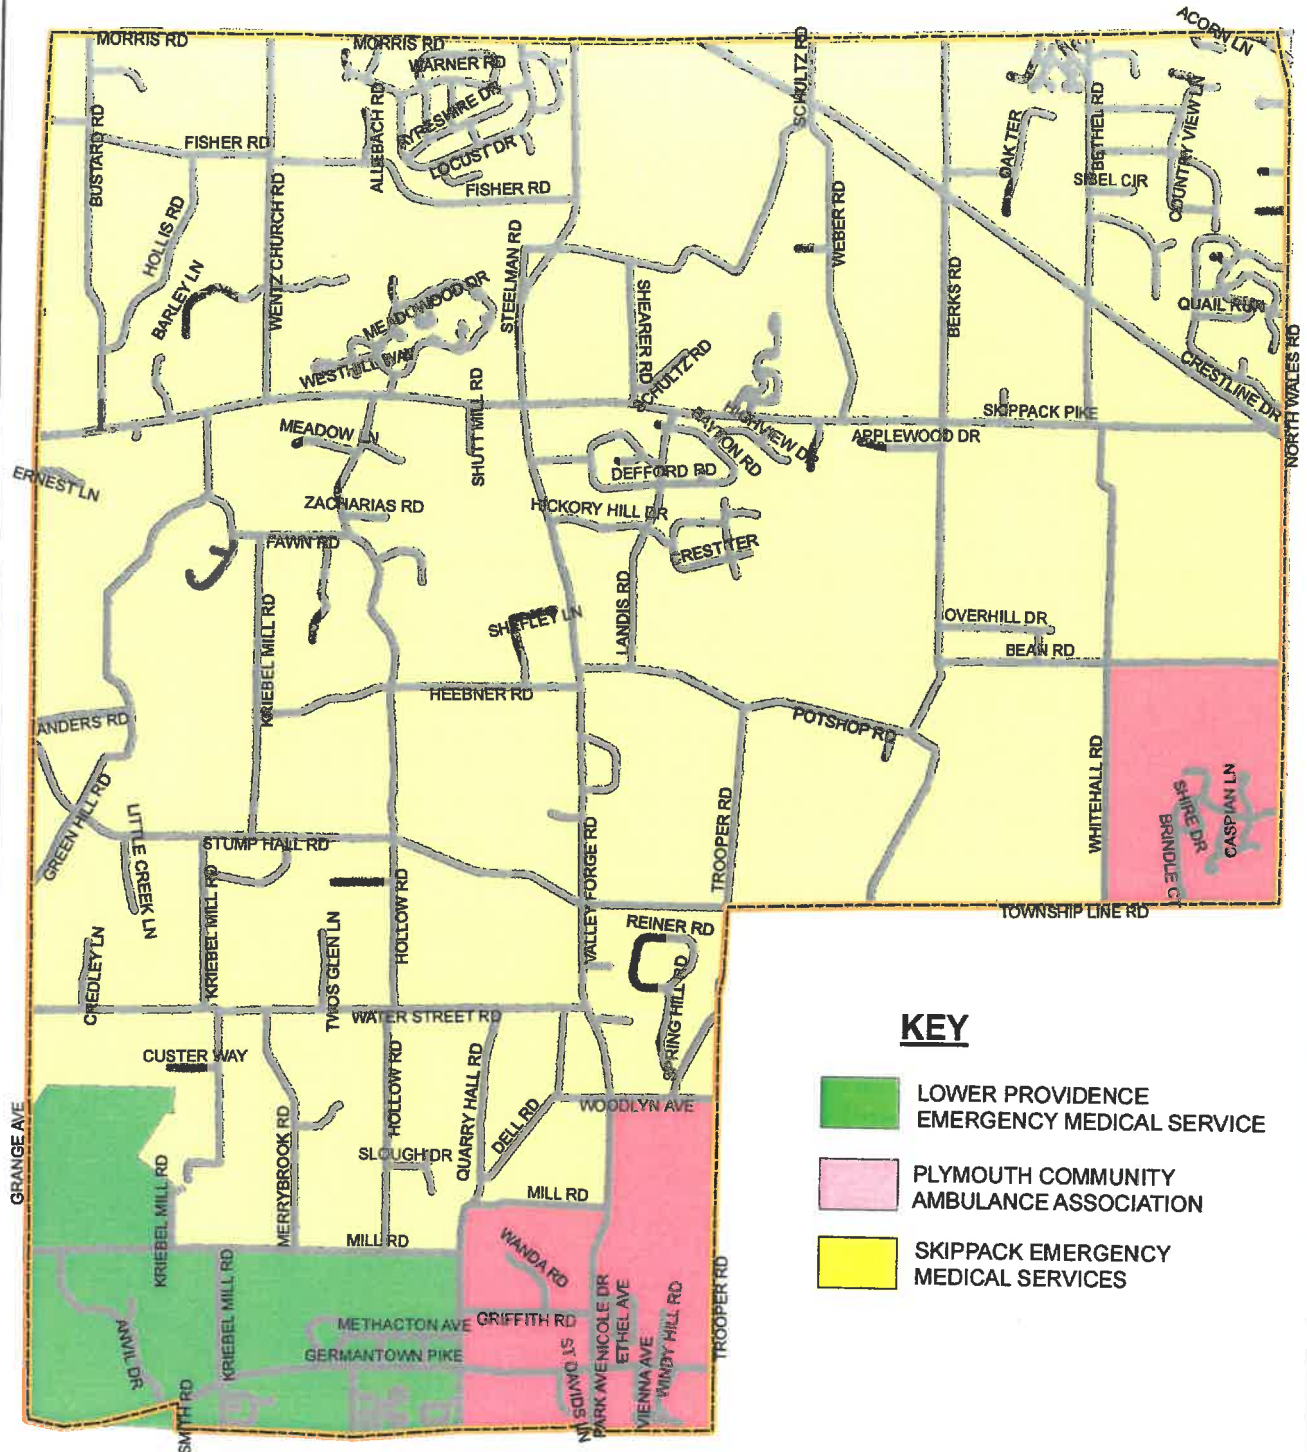 ACORN LN
MORRIS RD
MORRIS RD
WARNER RD
SCHULTZ RD
BUSTARD RD
FISHER RD
AYRESHIRE DR
LOCUST DR
FISHER RD
OAK TER
BETHEL RD
COUNTRY VIEW LN
SIBEL CIR
HOLLIS RD
WENTZ CHURCH RD
BARLEY LN
STEELMAN RD
WEBER RD
MEADOWOOD DR
SHEARER RD
BERKS RD
QUAIL RUN
NORTH WALES RD
WESTHILL WAY
SHUTT MILL RD
SCHULTZ RD
CRESTLINE DR
SKIPPACK PIKE
HIGHVIEW DR
DAYTON RD
APPLEWOOD DR
MEADOW LN
DEFFORD RD
ERNEST LN
ZACHARIAS RD
HICKORY HILL DR
FAWN RD
CREST TER
LANDIS RD
KRIEBEL MILL RD
SHEFLEY LN
OVERHILL DR
BEAN RD
HEEBNER RD
ANDERS RD
POTSHOP RD
WHITEHALL RD
GREEN HILL RD
LITTLE CREEK LN
STUMP HALL RD
TROOPER RD
VALLEY FORGE RD
SHIRE DR
CASPIAN LN
BRINDLE CT
KRIEBEL MILL RD
HOLLOW RD
TOWNSHIP LINE RD
REINER RD
CREDLEY LN
TWOS GLEN LN
SPRING HILL RD
WATER STREET RD
CUSTER WAY
HOLLOW RD
QUARRY HALL RD
DELL RD
WOODLYN AVE
MERRYBROOK RD
SLOUGH DR
GRANGE AVE
KRIEBEL MILL RD
MILL RD
MILL RD
WANDA RD
KRIEBEL MILL RD
ANVIL DR
METHACTON AVE
GRIFFITH RD
GERMANTOWN PIKE
ST DAVIDS LN
PARK AVE
NICOLE DR
ETHEL AVE
VIENNA AVE
WINDY HILL RD
TROOPER RD
SMITH RD
KEY
LOWER PROVIDENCE
EMERGENCY MEDICAL SERVICE
PLYMOUTH COMMUNITY
AMBULANCE ASSOCIATION
SKIPPACK EMERGENCY
MEDICAL SERVICES